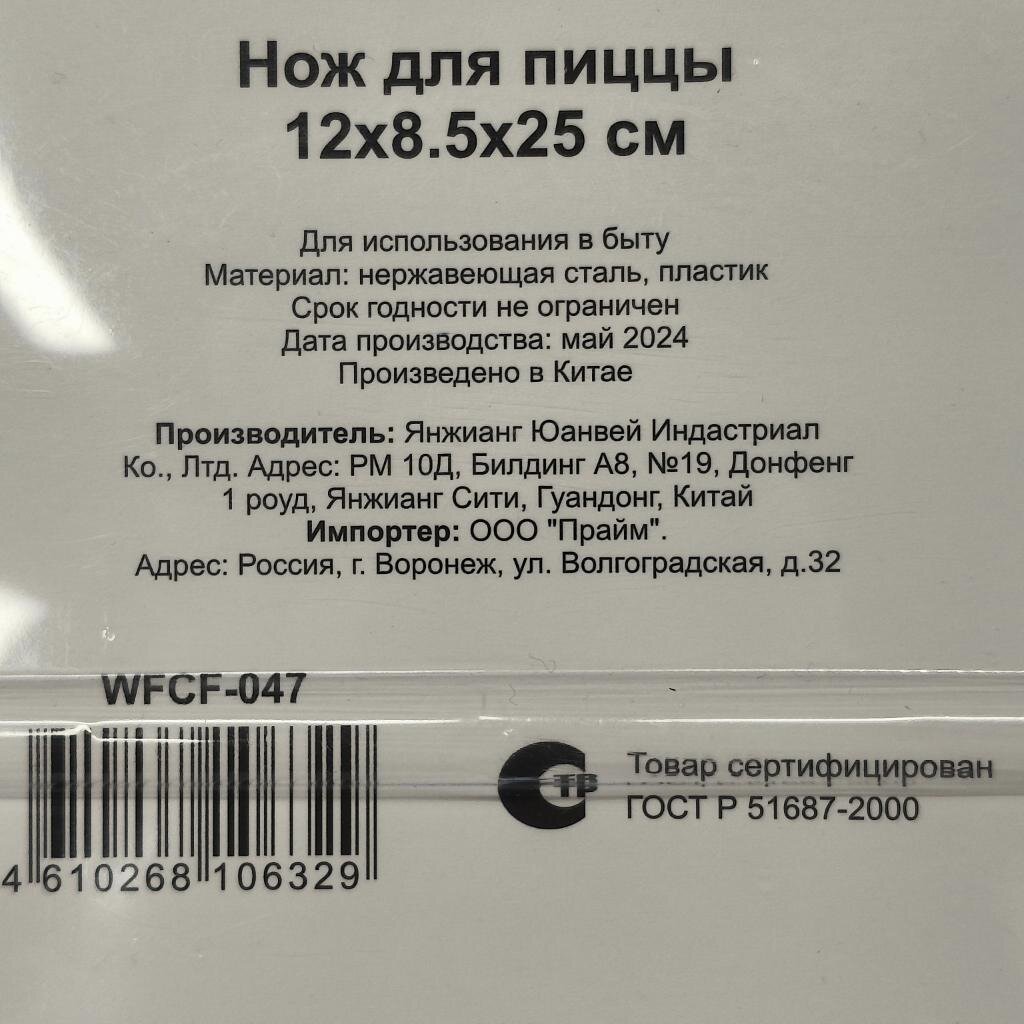 Нож для пиццы
12х8.5х25 см
Для использования в быту
Материал: нержавеющая сталь, пластик
Срок годности не ограничен
Дата производства: май 2024
Произведено в Китае
Производитель: Янжианг Юанвей Индастриал
Ко., Лтд. Адрес: РМ 10Д, Билдинг А8, №19, Донфенг
1 роуд, Янжианг Сити, Гуандонг, Китай
Импортер: ООО "Прайм".
Адрес: Россия, г. Воронеж, ул. Волгоградская, д.32
WFCF-047
4 610268 106329
СТВ
Товар сертифицирован
ГОСТ Р 51687-2000